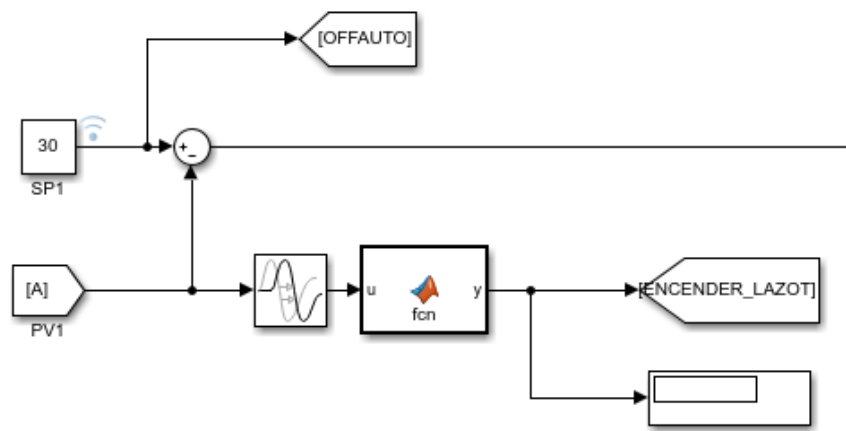 [OFFAUTO]
30
+
-
SP1
[A]
PV1
u
fcn
y
[ENCENDER_LAZOT]